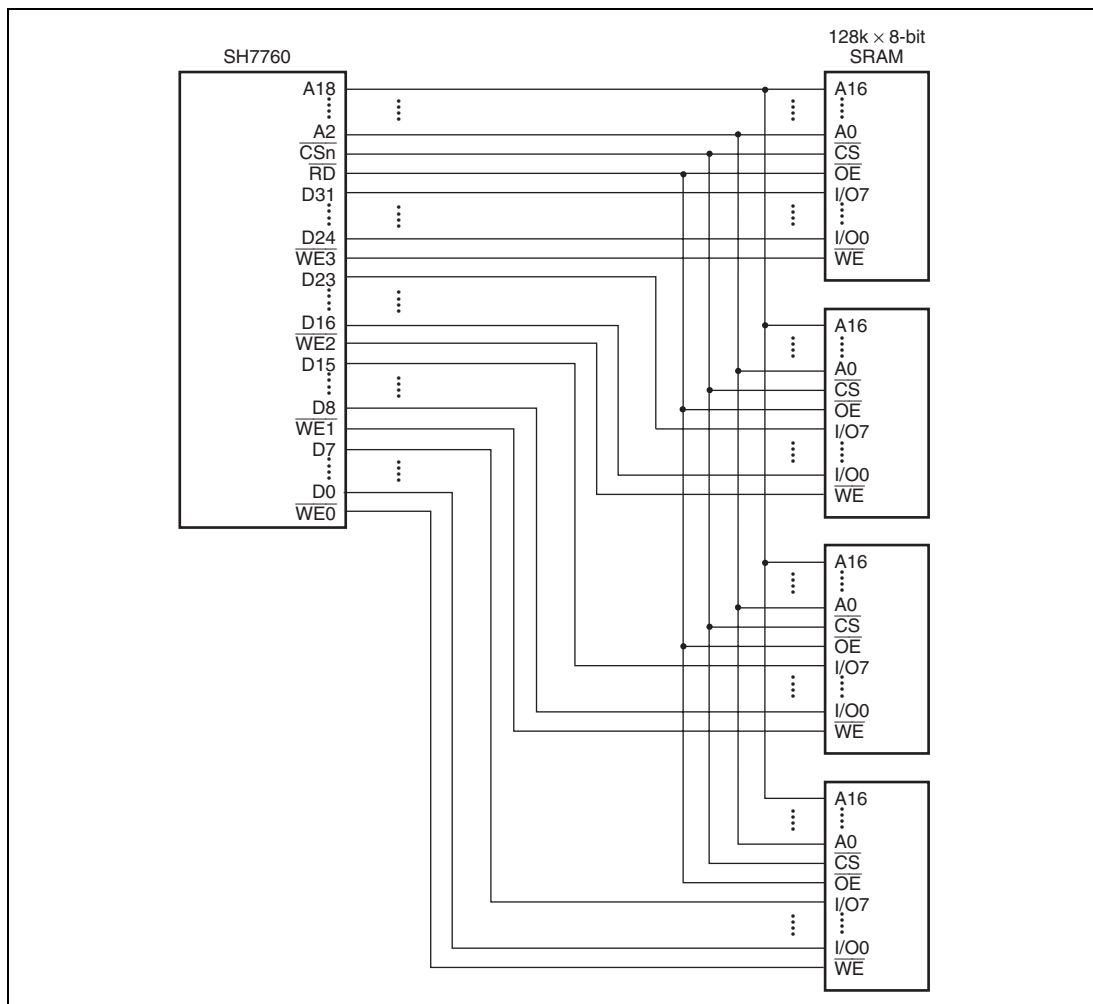 SH7760
A18
A2
CSn
RD
D31
D24
WE3
D23
D16
WE2
D15
D8
WE1
D7
D0
WE0
128k × 8-bit
SRAM
A16
A0
CS
OE
I/O7
I/O0
WE
A16
A0
CS
OE
I/O7
I/O0
WE
A16
A0
CS
OE
I/O7
I/O0
WE
A16
A0
CS
OE
I/O7
I/O0
WE